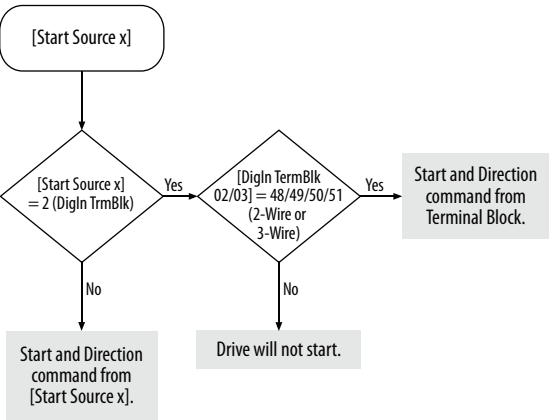 [Start Source x]
[Start Source x]
= 2 (DigIn TrmBlk)
Yes
[DigIn TermBlk
02/03] = 48/49/50/51
(2-Wire or
3-Wire)
Yes
Start and Direction
command from
Terminal Block.
No
No
Start and Direction
command from
[Start Source x].
Drive will not start.